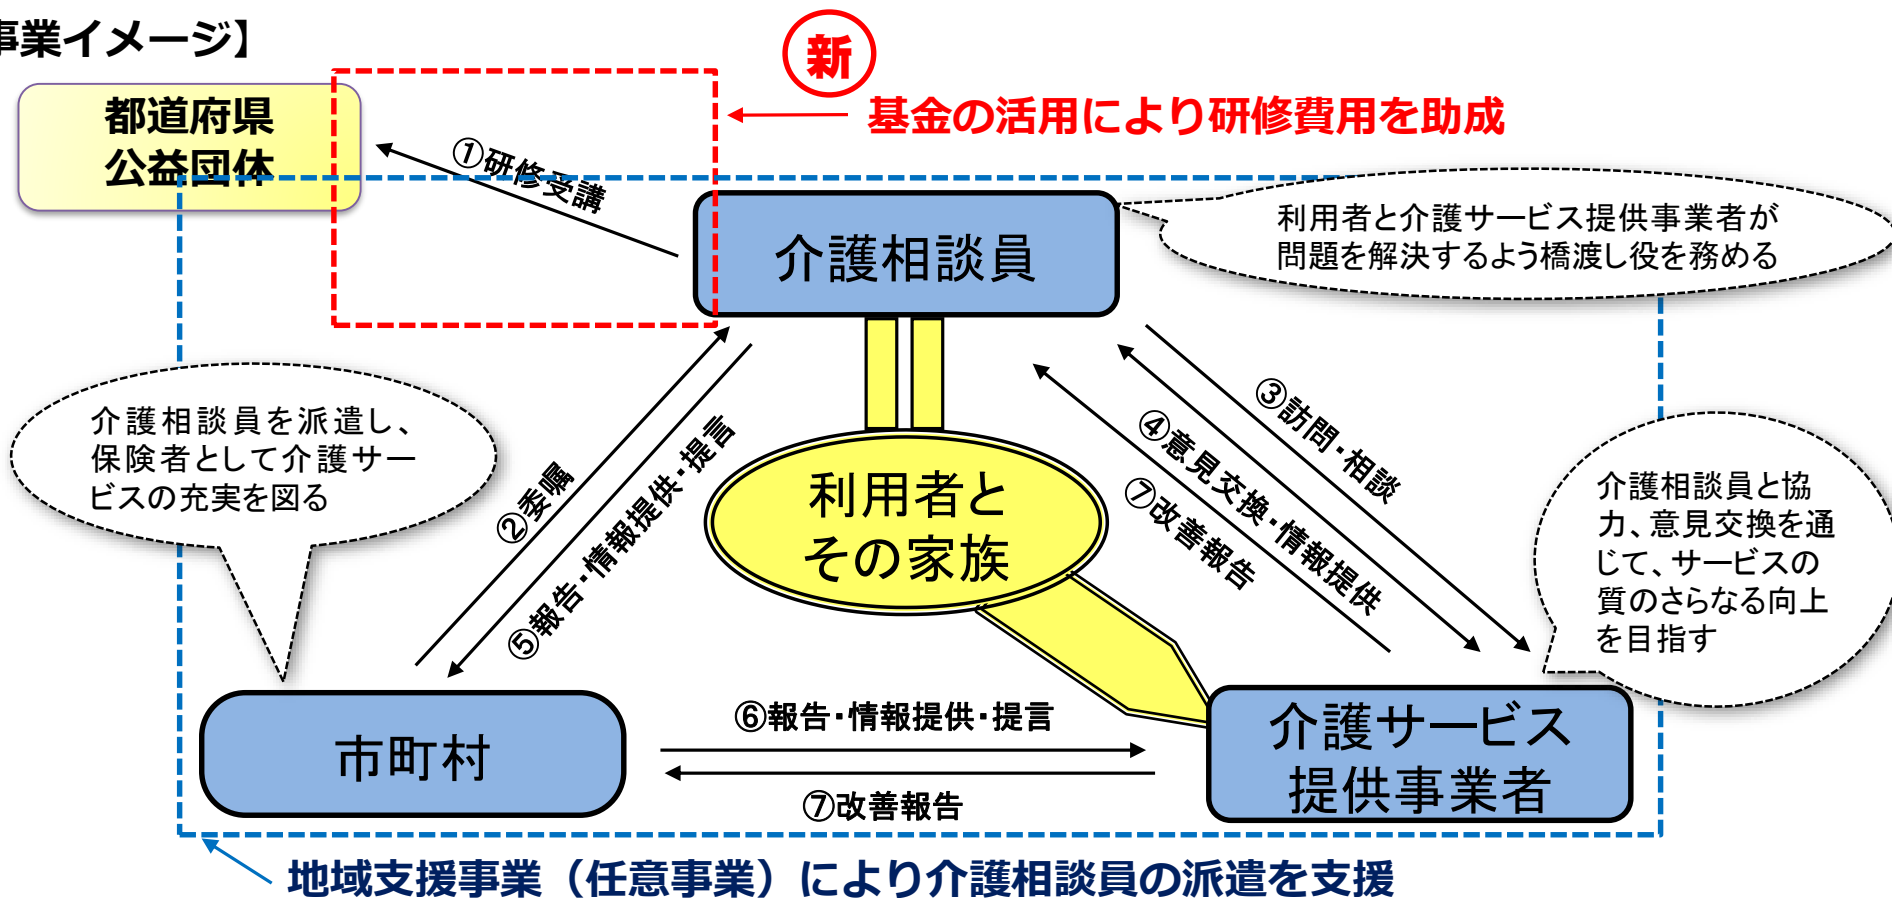 事業イメージ】
新
都道府県
公益団体
基金の活用により研修費用を助成
①研修受講
介護相談員
利用者と介護サービス提供事業者が
問題を解決するよう橋渡し役を務める
介護相談員を派遣し、
保険者として介護サー
ビスの充実を図る
②委嘱
⑤報告・情報提供・提言
利用者と
その家族
③訪問・相談
④意見交換・情報提供
⑦改善報告
介護相談員と協
力、意見交換を通
じて、サービスの
質のさらなる向上
を目指す
市町村
⑥報告・情報提供・提言
⑦改善報告
介護サービス
提供事業者
地域支援事業（任意事業）により介護相談員の派遣を支援